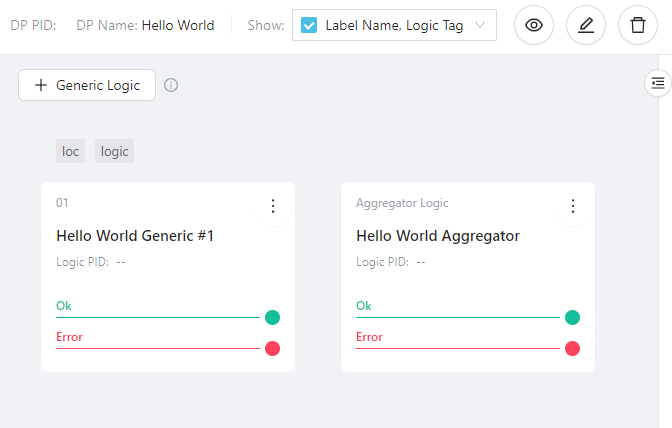 DP PID: DP Name: Hello World Show: Label Name, Logic Tag
Generic Logic
loc logic
01
Hello World Generic #1
Logic PID: --
Ok
Error
Aggregator Logic
Hello World Aggregator
Logic PID: --
Ok
Error